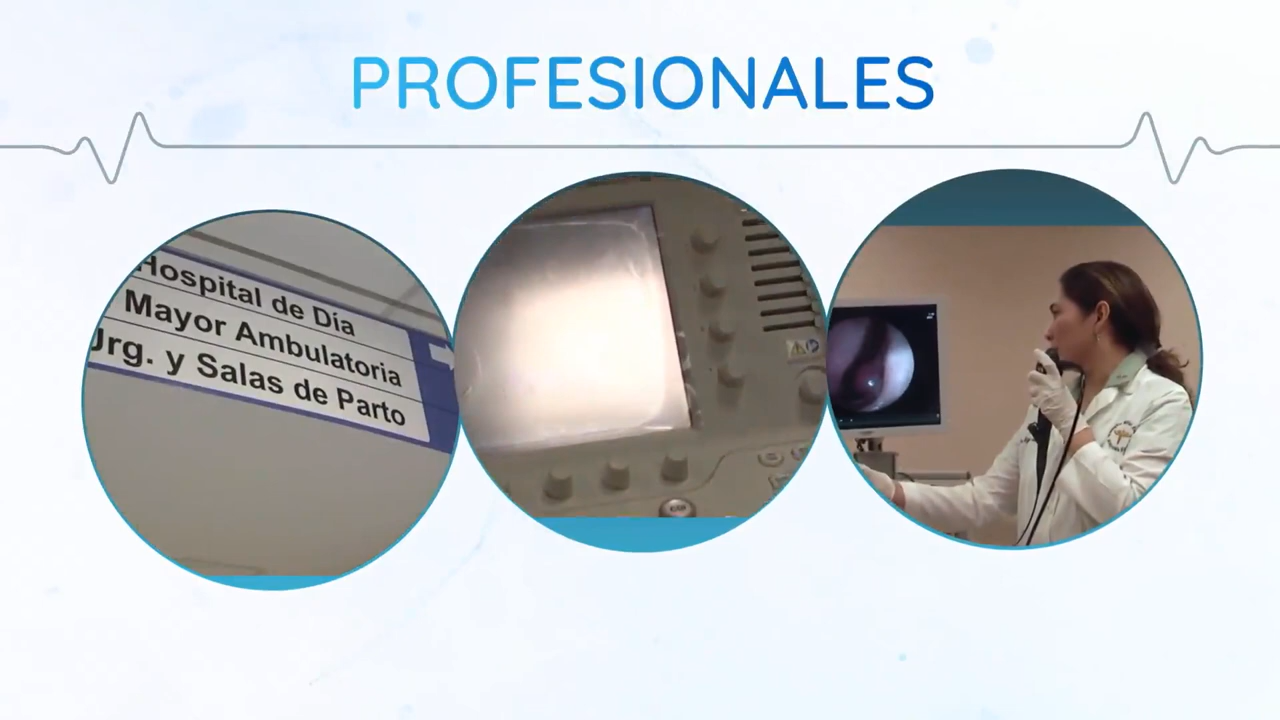 PROFESIONALES
Hospital de Día
Mayor Ambulatoria
Urg. y Salas de Parto